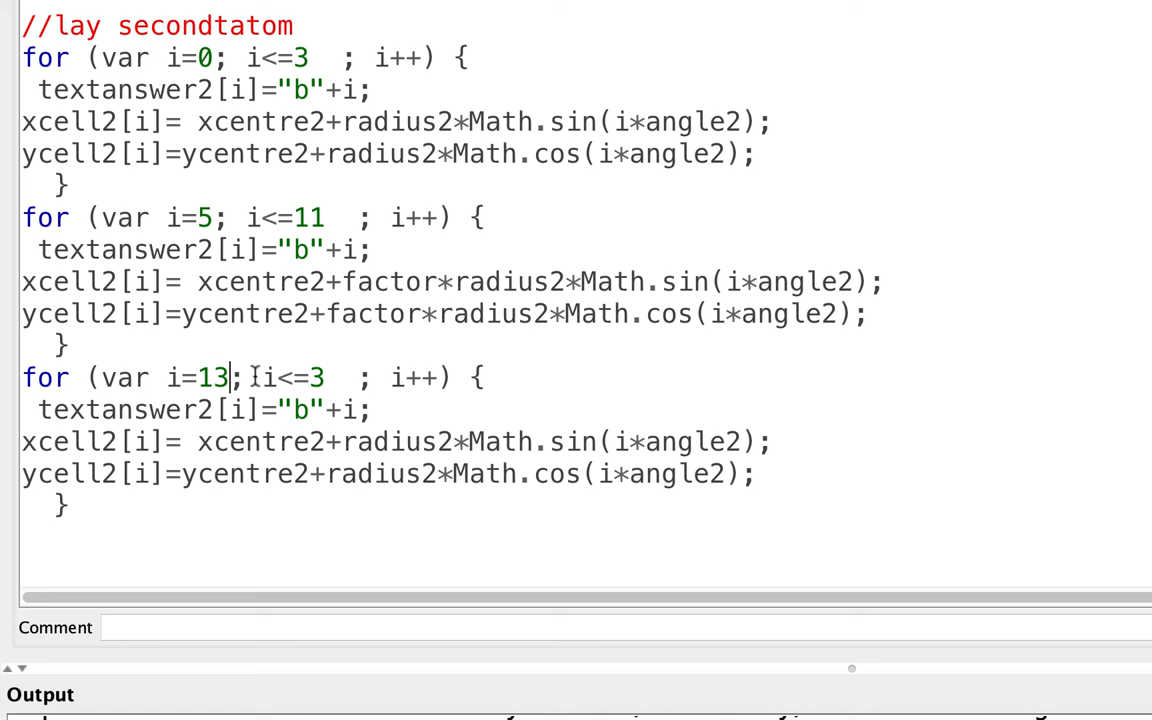 //lay secondtatom
for (var i=0; i<=3  ; i++) {
 textanswer2[i]="b"+i;
xcell2[i]= xcentre2+radius2*Math.sin(i*angle2);
ycell2[i]=ycentre2+radius2*Math.cos(i*angle2);
  }
for (var i=5; i<=11  ; i++) {
 textanswer2[i]="b"+i;
xcell2[i]= xcentre2+factor*radius2*Math.sin(i*angle2);
ycell2[i]=ycentre2+factor*radius2*Math.cos(i*angle2);
  }
for (var i=13; i<=3  ; i++) {
 textanswer2[i]="b"+i;
xcell2[i]= xcentre2+radius2*Math.sin(i*angle2);
ycell2[i]=ycentre2+radius2*Math.cos(i*angle2);
  }
Comment
Output